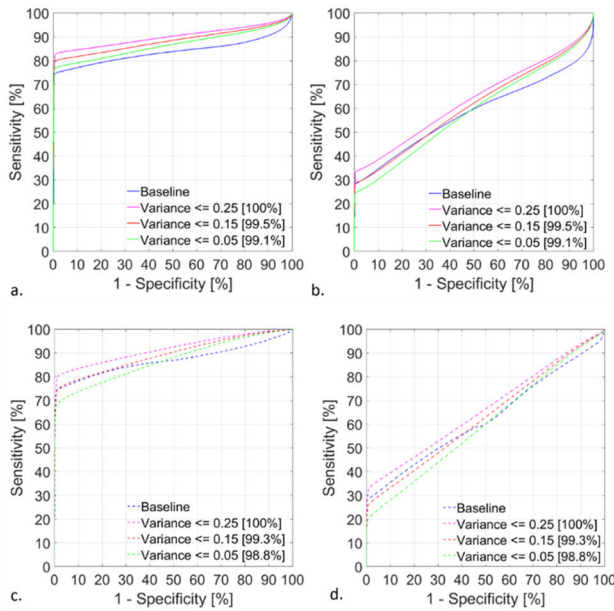 100
90
80
70
60
50
40
30
20
10
0
Sensitivity [%]
Baseline
Variance <= 0.25 [100%]
Variance <= 0.15 [99.5%]
Variance <= 0.05 [99.1%]
0 10 20 30 40 50 60 70 80 90 100
1 - Specificity [%]
a.
100
90
80
70
60
50
40
30
20
10
0
Sensitivity [%]
Baseline
Variance <= 0.25 [100%]
Variance <= 0.15 [99.5%]
Variance <= 0.05 [99.1%]
0 10 20 30 40 50 60 70 80 90 100
1 - Specificity [%]
b.
100
90
80
70
60
50
40
30
20
10
0
Sensitivity [%]
Baseline
Variance <= 0.25 [100%]
Variance <= 0.15 [99.3%]
Variance <= 0.05 [98.8%]
0 10 20 30 40 50 60 70 80 90 100
1 - Specificity [%]
c.
100
90
80
70
60
50
40
30
20
10
0
Sensitivity [%]
Baseline
Variance <= 0.25 [100%]
Variance <= 0.15 [99.3%]
Variance <= 0.05 [98.8%]
0 10 20 30 40 50 60 70 80 90 100
1 - Specificity [%]
d.